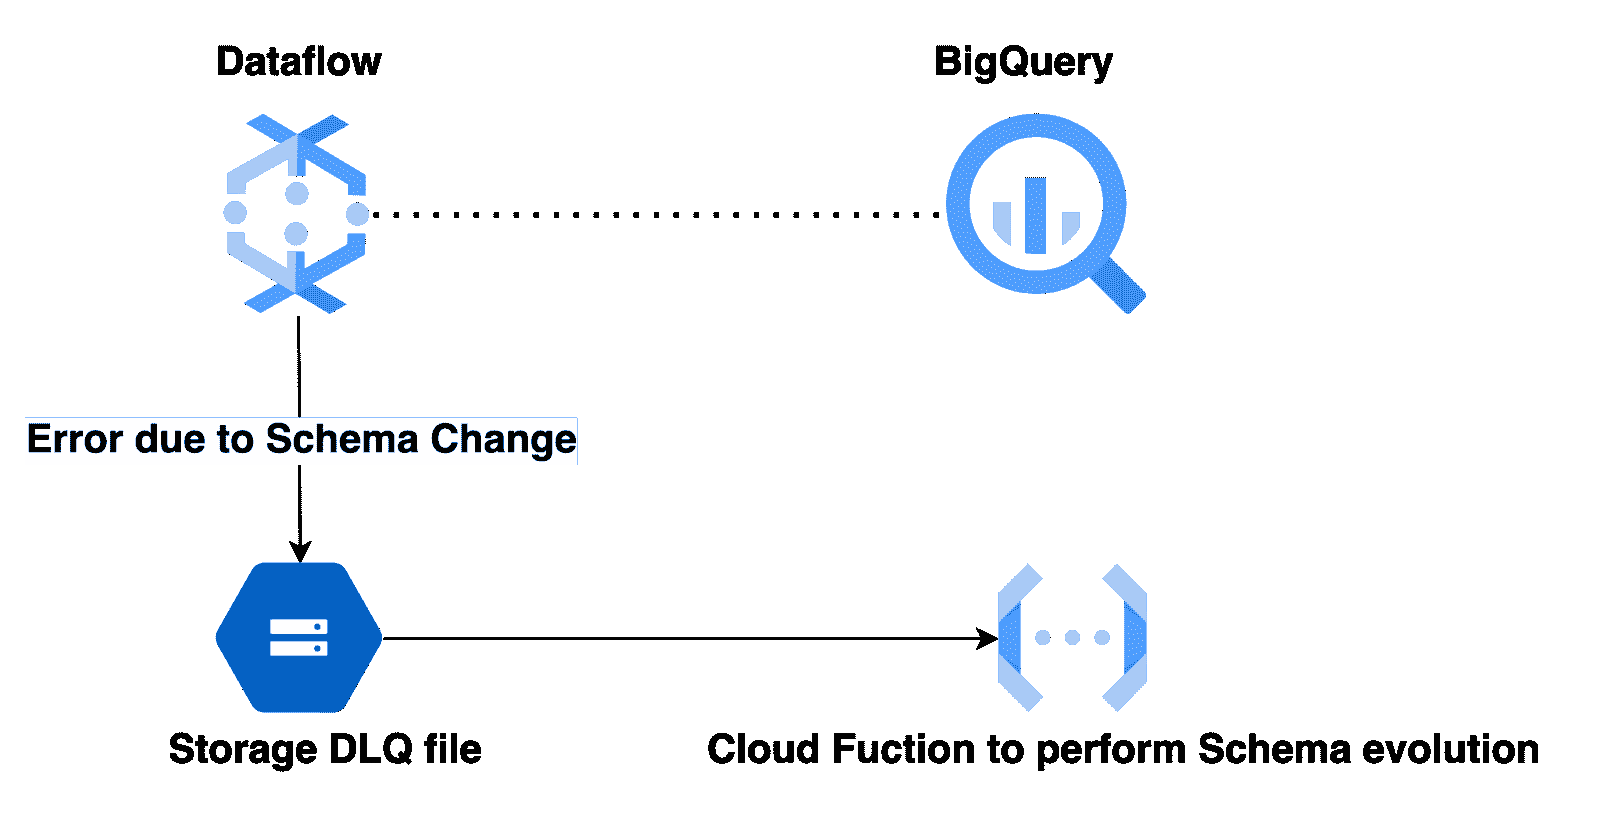 Dataflow
BigQuery
Error due to Schema Change
Storage DLQ file
Cloud Fuction to perform Schema evolution